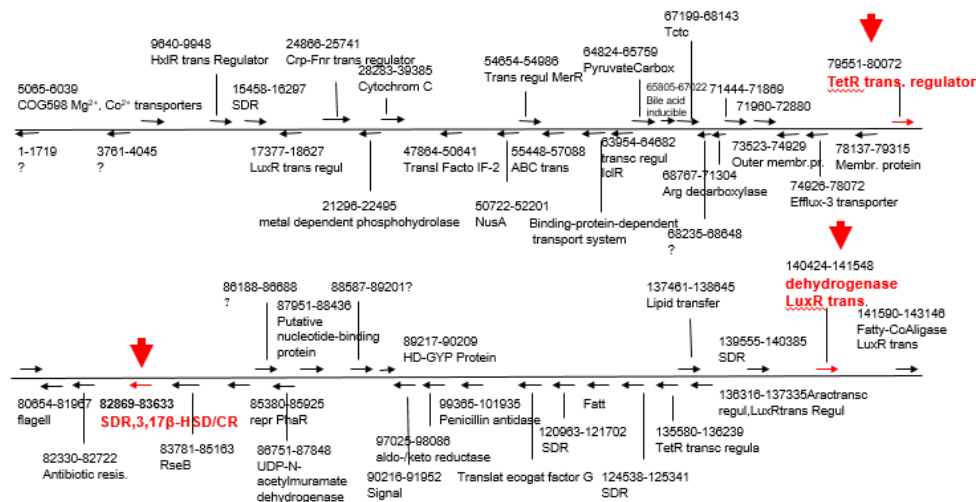 67199-68143
Tctc
9640-9948
HxlR trans Regulator
24866-25741
Crp-Fnr trans regulator
28283-39385
Cytochrom C
54654-54986
Trans regul MerR
64824-65759
PyruvateCarbox
65805-67022
Bile acid
inducible
79551-80072
TetR trans. regulator
5065-6039
COG598 Mg²⁺, Co²⁺ transporters
15458-16297
SDR
71444-71869
71960-72880
1-1719
?
3761-4045
?
17377-18627
LuxR trans regul
47864-50641
Transl Facto IF-2
55448-57088
ABC trans
63954-64682
transc regul
IclR
68767-71304
Arg decarboxylase
73523-74929
Outer membr.pr.
78137-79315
Membr. protein
21296-22495
metal dependent phosphohydrolase
50722-52201
NusA
Binding-protein-dependent
transport system
68235-68648
?
74926-78072
Efflux-3 transporter
86188-86688
?
87951-88436
Putative
nucleotide-binding
protein
88587-89201?
89217-90209
HD-GYP Protein
137461-138645
Lipid transfer
139555-140385
SDR
140424-141548
dehydrogenase
LuxR trans.
141590-143146
Fatty-CoAligase
LuxR trans
80654-81967
flagell
82330-82722
Antibiotic resis.
82869-83633
SDR,3,17β-HSD/CR
83781-85163
RseB
85380-85925
repr PhaR
86751-87848
UDP-N-
acetylmuramate
dehydrogenase
97025-98086
aldo-/keto reductase
90216-91952
Signal
99365-101935
Penicillin antidase
Translat ecogat factor G
120963-121702
SDR
Fatt
124538-125341
SDR
135580-136239
TetR transc regula
136316-137335Aractransc
regul,LuxRtrans Regul